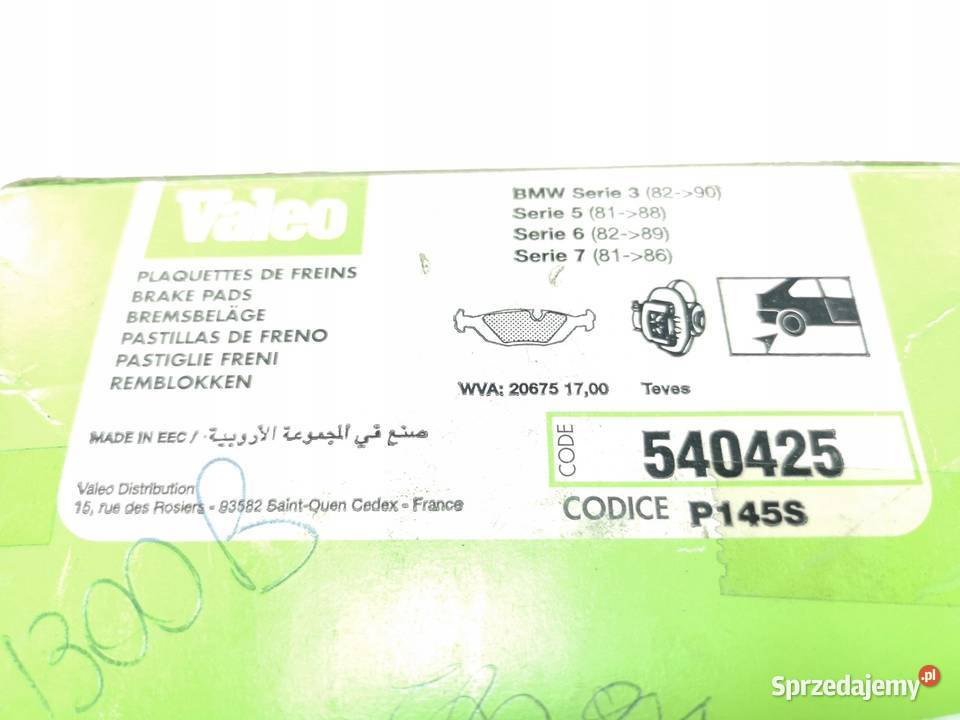 Valeo
PLAQUETTES DE FREINS
BRAKE PADS
BREMSBELÄGE
PASTILLAS DE FRENO
PASTIGLIE FRENI
REMBLOKKEN
BMW Serie 3 (82->90)
Serie 5 (81->88)
Serie 6 (82->89)
Serie 7 (81->86)
WVA: 20675 17,00 Teves
MADE IN EEC / صنع في المجموعة الأروبية
CODE 540425
Valeo Distribution
15, rue des Rosiers - 93582 Saint-Ouen Cedex - France
CODICE P145S
1300B
Sprzedajemy.pl